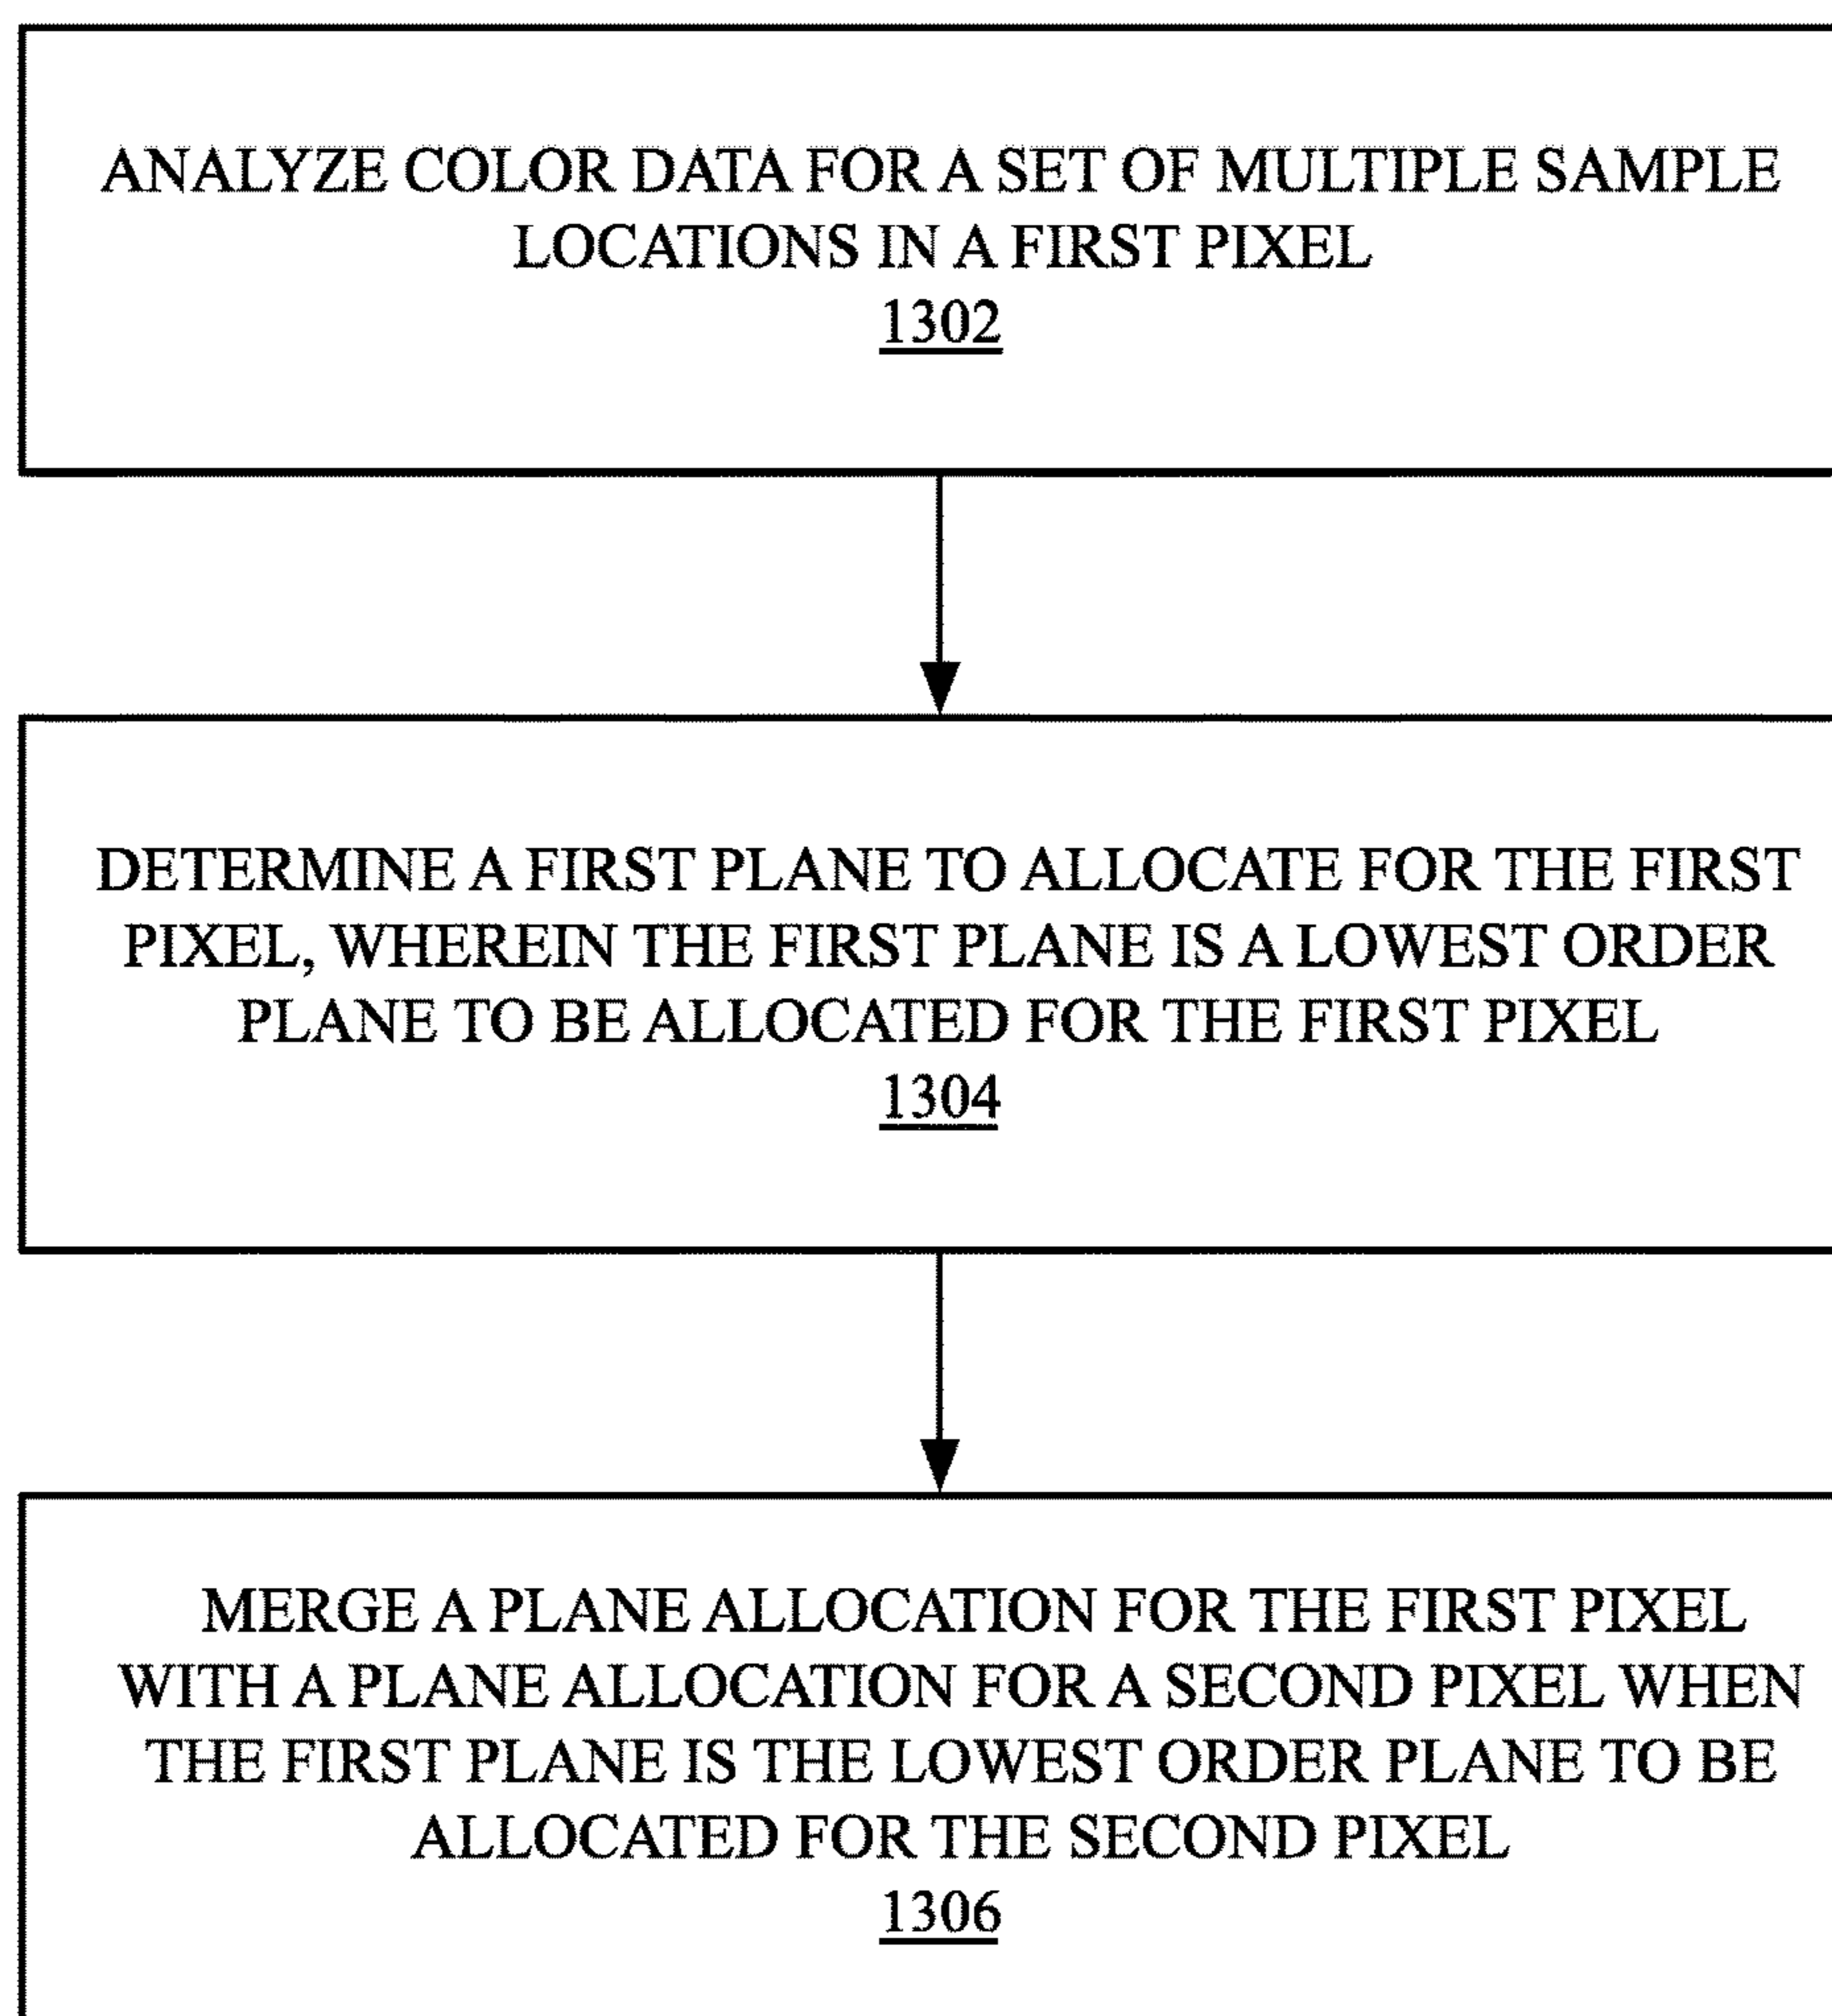 ANALYZE COLOR DATA FOR A SET OF MULTIPLE SAMPLE
LOCATIONS IN A FIRST PIXEL
1302
DETERMINE A FIRST PLANE TO ALLOCATE FOR THE FIRST
PIXEL, WHEREIN THE FIRST PLANE IS A LOWEST ORDER
PLANE TO BE ALLOCATED FOR THE FIRST PIXEL
1304
MERGE A PLANE ALLOCATION FOR THE FIRST PIXEL
WITH A PLANE ALLOCATION FOR A SECOND PIXEL WHEN
THE FIRST PLANE IS THE LOWEST ORDER PLANE TO BE
ALLOCATED FOR THE SECOND PIXEL
1306